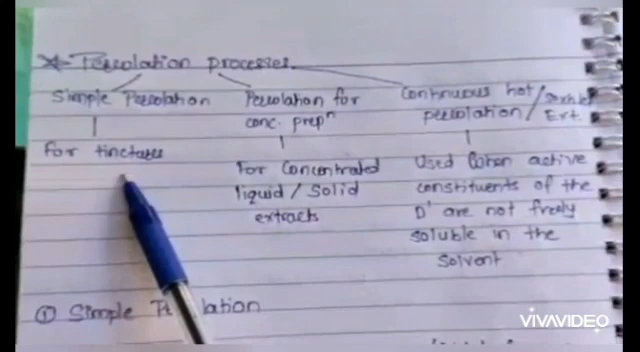 Percolation processes.
Simple Percolation
For tinctures
Percolation for
conc. prepⁿ
For Concentrated
liquid / Solid
extracts
Continuous hot
percolation / Soxhlet
Ext.
Used when active
constituents of the
D' are not freely
soluble in the
solvent
① Simple lation
VIVAVIDEO